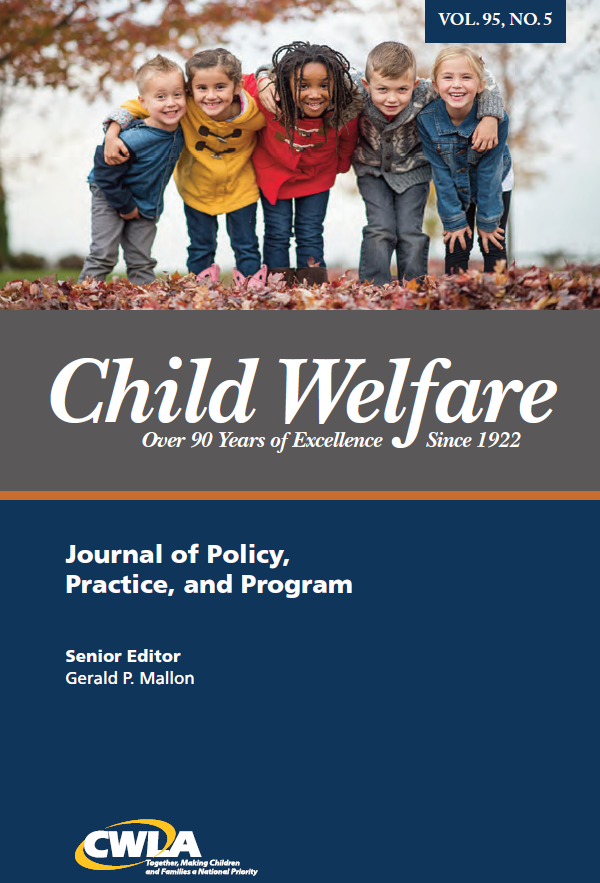 VOL. 95, NO. 5
Child Welfare
Over 90 Years of Excellence Since 1922
Journal of Policy,
Practice, and Program
Senior Editor
Gerald P. Mallon
CWLA
Together, Making Children
and Families a National Priority